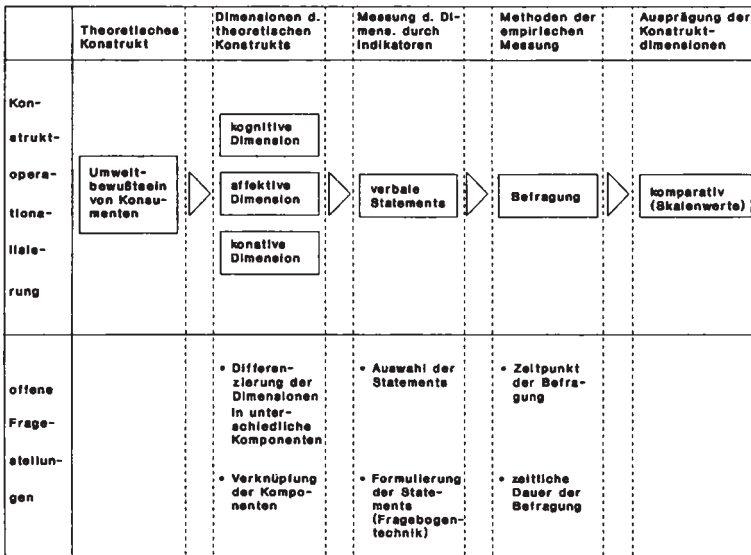 Theoretisches
Konstrukt
Dimensionen d.
theoretischen
Konstrukts
Messung d. Di-
mens. durch
Indikatoren
Methoden der
empirischen
Messung
Ausprägung der
Konstrukt-
dimensionen
Kon-
strukt-
opera-
tiona-
lisie-
rung
Umwelt-
bewußtsein
von Konsu-
menten
kognitive
Dimension
affektive
Dimension
konative
Dimension
verbale
Statements
Befragung
komparativ
(Skalenwerte)
offene
Frage-
stellun-
gen
• Differen-
zierung der
Dimensionen
in unter-
schiedliche
Komponenten
• Verknüpfung
der Kompo-
nenten
• Auswahl der
Statements
• Formulierung
der State-
ments
(Fragebogen-
technik)
• Zeitpunkt
der Befra-
gung
• zeitliche
Dauer der
Befragung